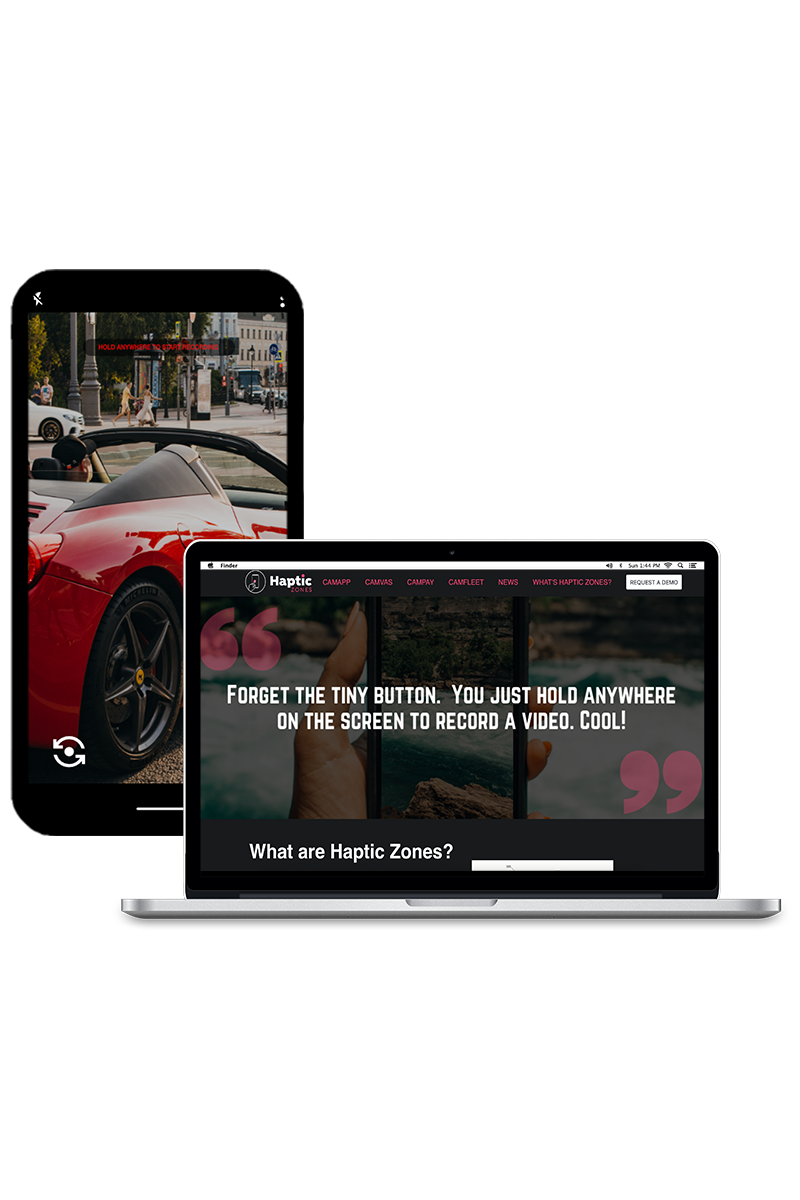 HOLD ANYWHERE TO START RECORDING
Finder
Sun 1:44 PM
Haptic
ZONES
CAMAPP
CAMVAS
CAMPAY
CAMFLEET
NEWS
WHAT'S HAPTIC ZONES?
REQUEST A DEMO
“
FORGET THE TINY BUTTON. YOU JUST HOLD ANYWHERE
ON THE SCREEN TO RECORD A VIDEO. COOL!
”
What are Haptic Zones?